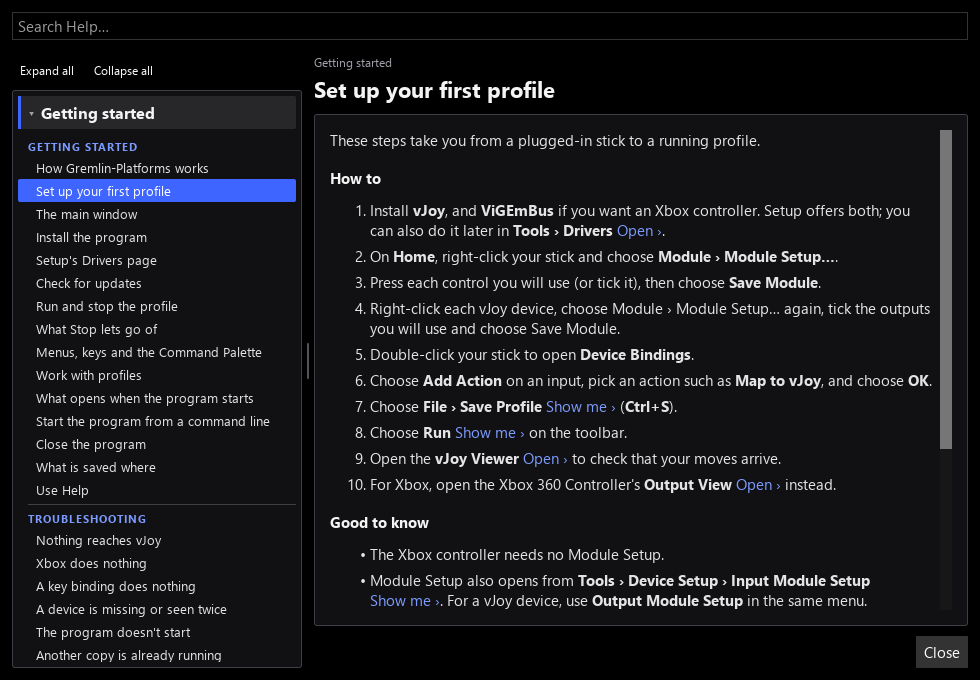 Search Help...
Expand all
Collapse all
Getting started
GETTING STARTED
How Gremlin-Platforms works
Set up your first profile
The main window
Install the program
Setup's Drivers page
Check for updates
Run and stop the profile
What Stop lets go of
Menus, keys and the Command Palette
Work with profiles
What opens when the program starts
Start the program from a command line
Close the program
What is saved where
Use Help
TROUBLESHOOTING
Nothing reaches vJoy
Xbox does nothing
A key binding does nothing
A device is missing or seen twice
The program doesn't start
Another copy is already running
Getting started
Set up your first profile
These steps take you from a plugged-in stick to a running profile.
How to
1. Install vJoy, and ViGEmBus if you want an Xbox controller. Setup offers both; you
can also do it later in Tools › Drivers Open ›.
2. On Home, right-click your stick and choose Module › Module Setup....
3. Press each control you will use (or tick it), then choose Save Module.
4. Right-click each vJoy device, choose Module › Module Setup... again, tick the outputs
you will use and choose Save Module.
5. Double-click your stick to open Device Bindings.
6. Choose Add Action on an input, pick an action such as Map to vJoy, and choose OK.
7. Choose File › Save Profile Show me › (Ctrl+S).
8. Choose Run Show me › on the toolbar.
9. Open the vJoy Viewer Open › to check that your moves arrive.
10. For Xbox, open the Xbox 360 Controller's Output View Open › instead.
Good to know
• The Xbox controller needs no Module Setup.
• Module Setup also opens from Tools › Device Setup › Input Module Setup
Show me ›. For a vJoy device, use Output Module Setup in the same menu.
Close